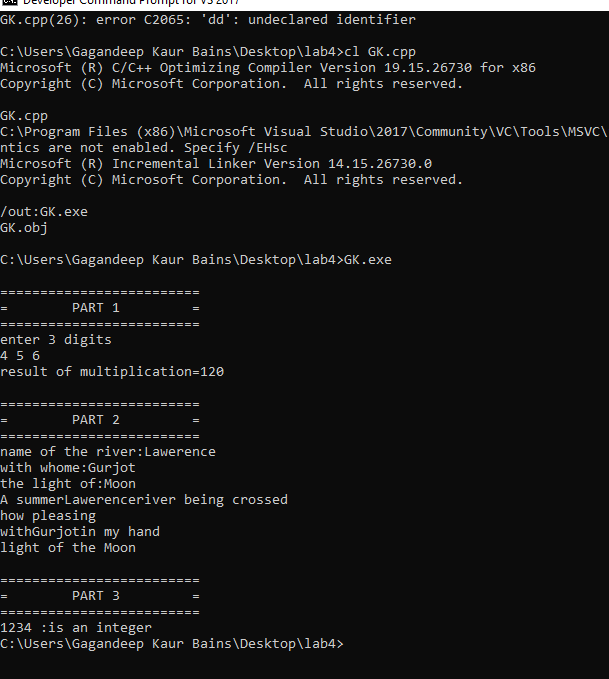 Developer Command Prompt for VS 2017
GK.cpp(26): error C2065: 'dd': undeclared identifier
C:\Users\Gagandeep Kaur Bains\Desktop\lab4>cl GK.cpp
Microsoft (R) C/C++ Optimizing Compiler Version 19.15.26730 for x86
Copyright (C) Microsoft Corporation.  All rights reserved.
GK.cpp
C:\Program Files (x86)\Microsoft Visual Studio\2017\Community\VC\Tools\MSVC\
ntics are not enabled. Specify /EHsc
Microsoft (R) Incremental Linker Version 14.15.26730.0
Copyright (C) Microsoft Corporation.  All rights reserved.
/out:GK.exe
GK.obj
C:\Users\Gagandeep Kaur Bains\Desktop\lab4>GK.exe
=========================
=        PART 1         =
=========================
enter 3 digits
4 5 6
result of multiplication=120
=========================
=        PART 2         =
=========================
name of the river:Lawerence
with whome:Gurjot
the light of:Moon
A summerLawerenceriver being crossed
how pleasing
withGurjotin my hand
light of the Moon
=========================
=        PART 3         =
=========================
1234 :is an integer
C:\Users\Gagandeep Kaur Bains\Desktop\lab4>